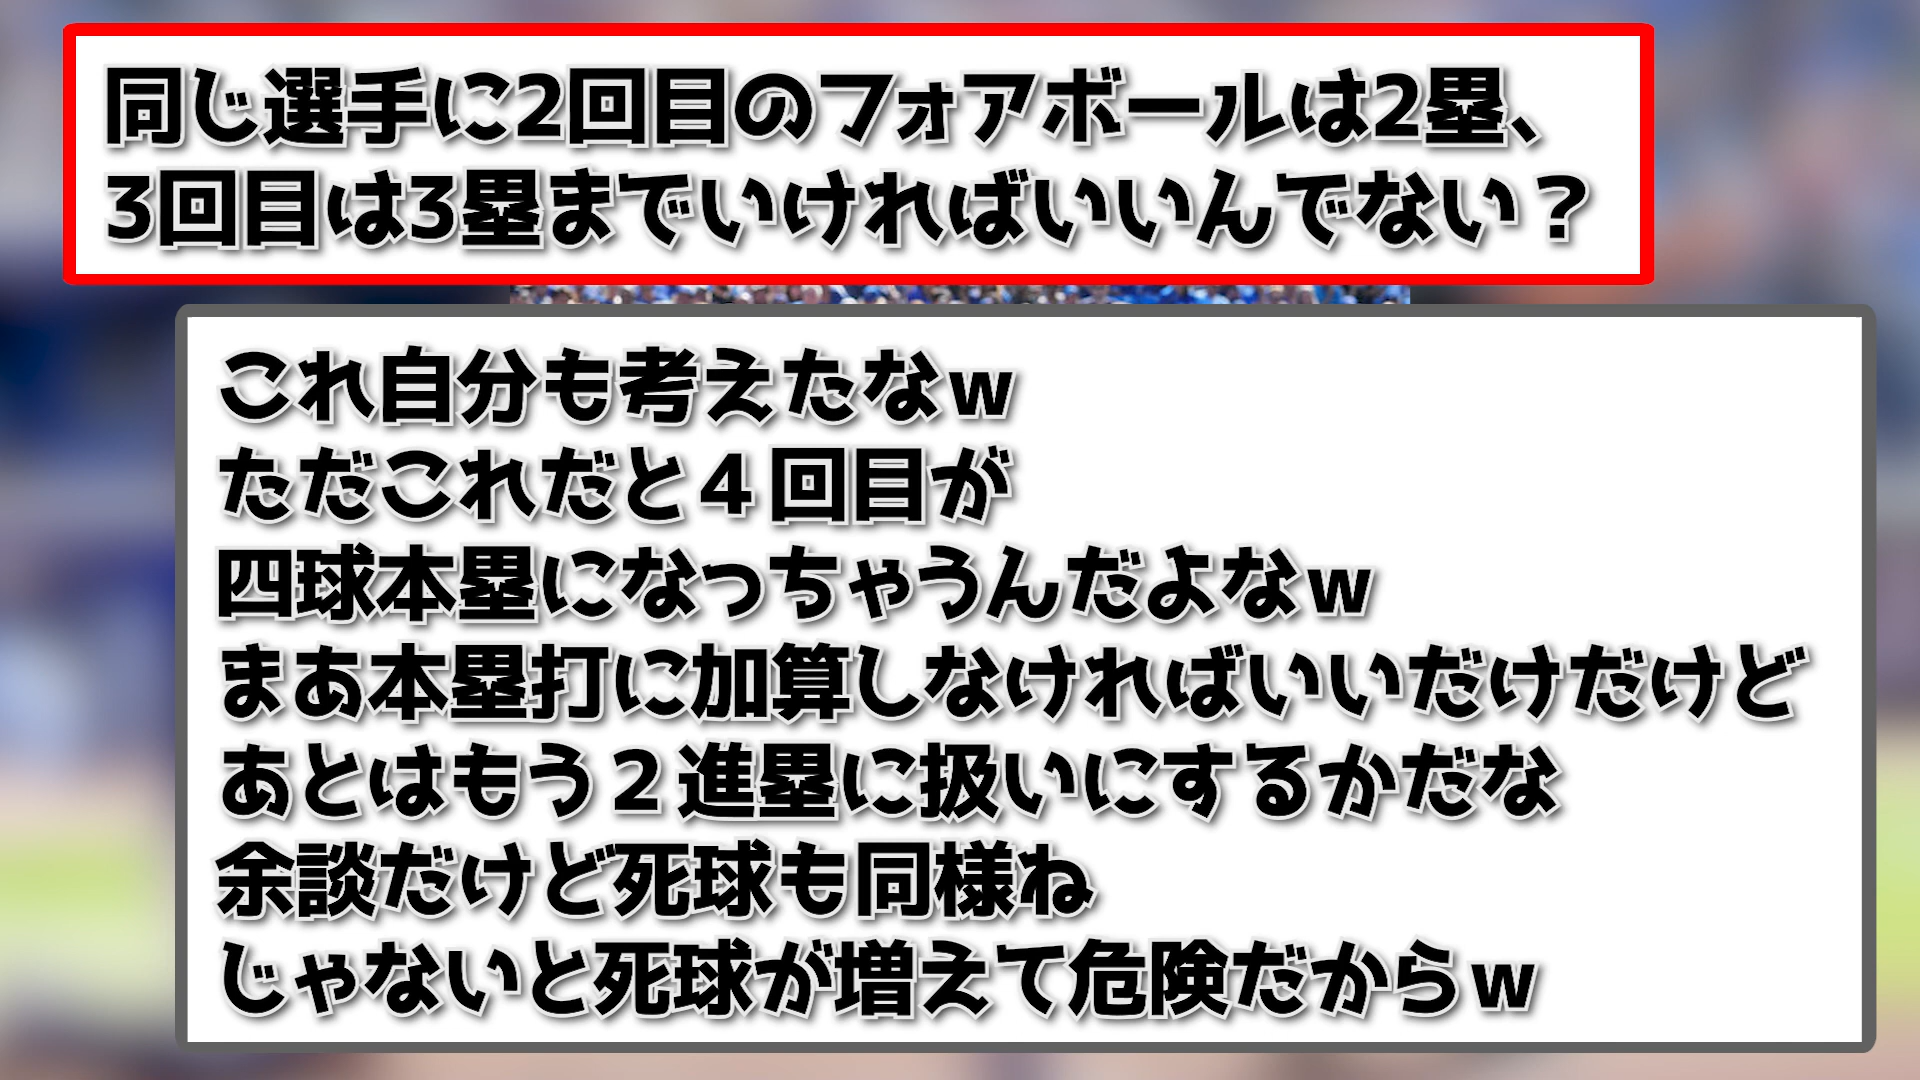 同じ選手に2回目のフォアボールは2塁、
3回目は3塁までいければいいんでない？
これ自分も考えたなw
ただこれだと４回目が
四球本塁になっちゃうんだよなw
まあ本塁打に加算しなければいいだけだけど
あとはもう２進塁に扱いにするかだな
余談だけど死球も同様ね
じゃないと死球が増えて危険だからw